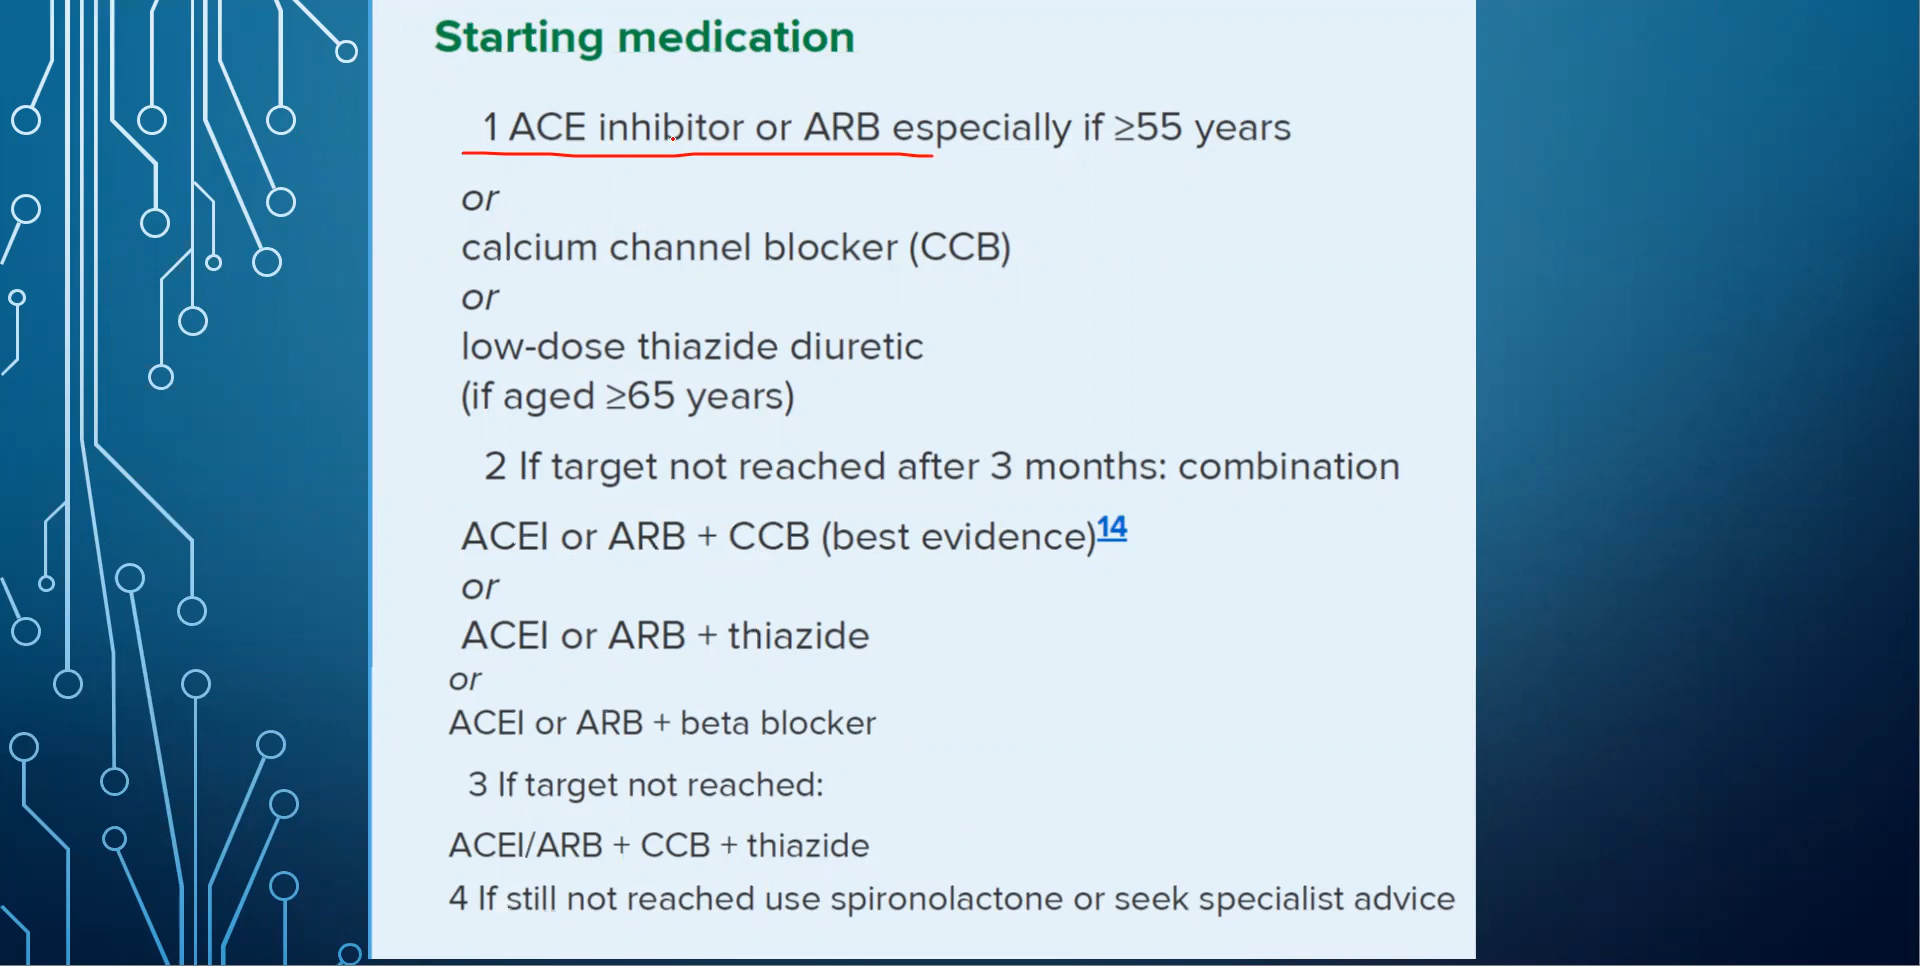 Starting medication
1 ACE inhibitor or ARB especially if ≥55 years
or
calcium channel blocker (CCB)
or
low-dose thiazide diuretic
(if aged ≥65 years)
2 If target not reached after 3 months: combination
ACEI or ARB + CCB (best evidence)14
or
ACEI or ARB + thiazide
or
ACEI or ARB + beta blocker
3 If target not reached:
ACEI/ARB + CCB + thiazide
4 If still not reached use spironolactone or seek specialist advice